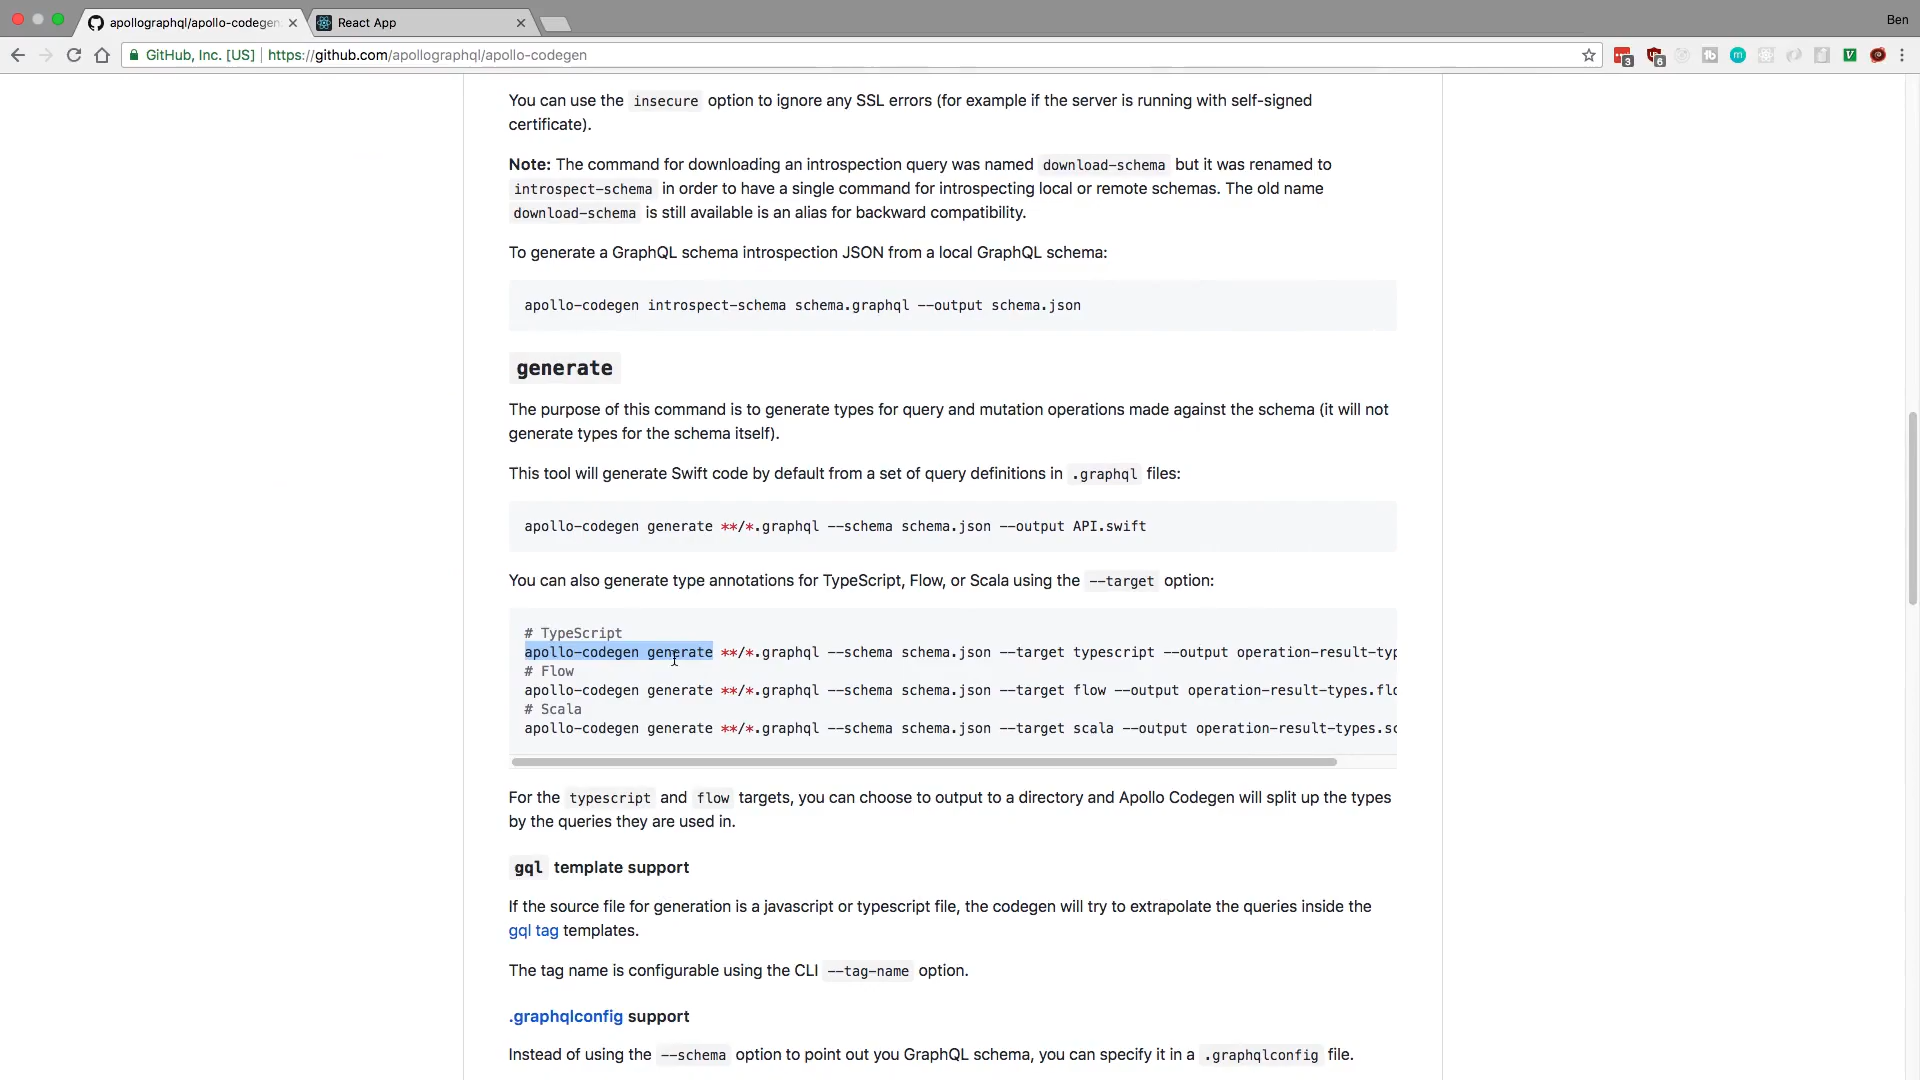 apollographql/apollo-codegen
React App
Ben
GitHub, Inc. [US] | https://github.com/apollographql/apollo-codegen
3
6
tb
m
V
You can use the insecure option to ignore any SSL errors (for example if the server is running with self-signed
certificate).
Note: The command for downloading an introspection query was named download-schema but it was renamed to
introspect-schema in order to have a single command for introspecting local or remote schemas. The old name
download-schema is still available is an alias for backward compatibility.
To generate a GraphQL schema introspection JSON from a local GraphQL schema:
apollo-codegen introspect-schema schema.graphql --output schema.json
generate
The purpose of this command is to generate types for query and mutation operations made against the schema (it will not
generate types for the schema itself).
This tool will generate Swift code by default from a set of query definitions in .graphql files:
apollo-codegen generate **/*.graphql --schema schema.json --output API.swift
You can also generate type annotations for TypeScript, Flow, or Scala using the --target option:
# TypeScript
apollo-codegen generate **/*.graphql --schema schema.json --target typescript --output operation-result-typ
# Flow
apollo-codegen generate **/*.graphql --schema schema.json --target flow --output operation-result-types.flo
# Scala
apollo-codegen generate **/*.graphql --schema schema.json --target scala --output operation-result-types.sc
For the typescript and flow targets, you can choose to output to a directory and Apollo Codegen will split up the types
by the queries they are used in.
gql template support
If the source file for generation is a javascript or typescript file, the codegen will try to extrapolate the queries inside the
gql tag templates.
The tag name is configurable using the CLI --tag-name option.
.graphqlconfig support
Instead of using the --schema option to point out you GraphQL schema, you can specify it in a .graphqlconfig file.